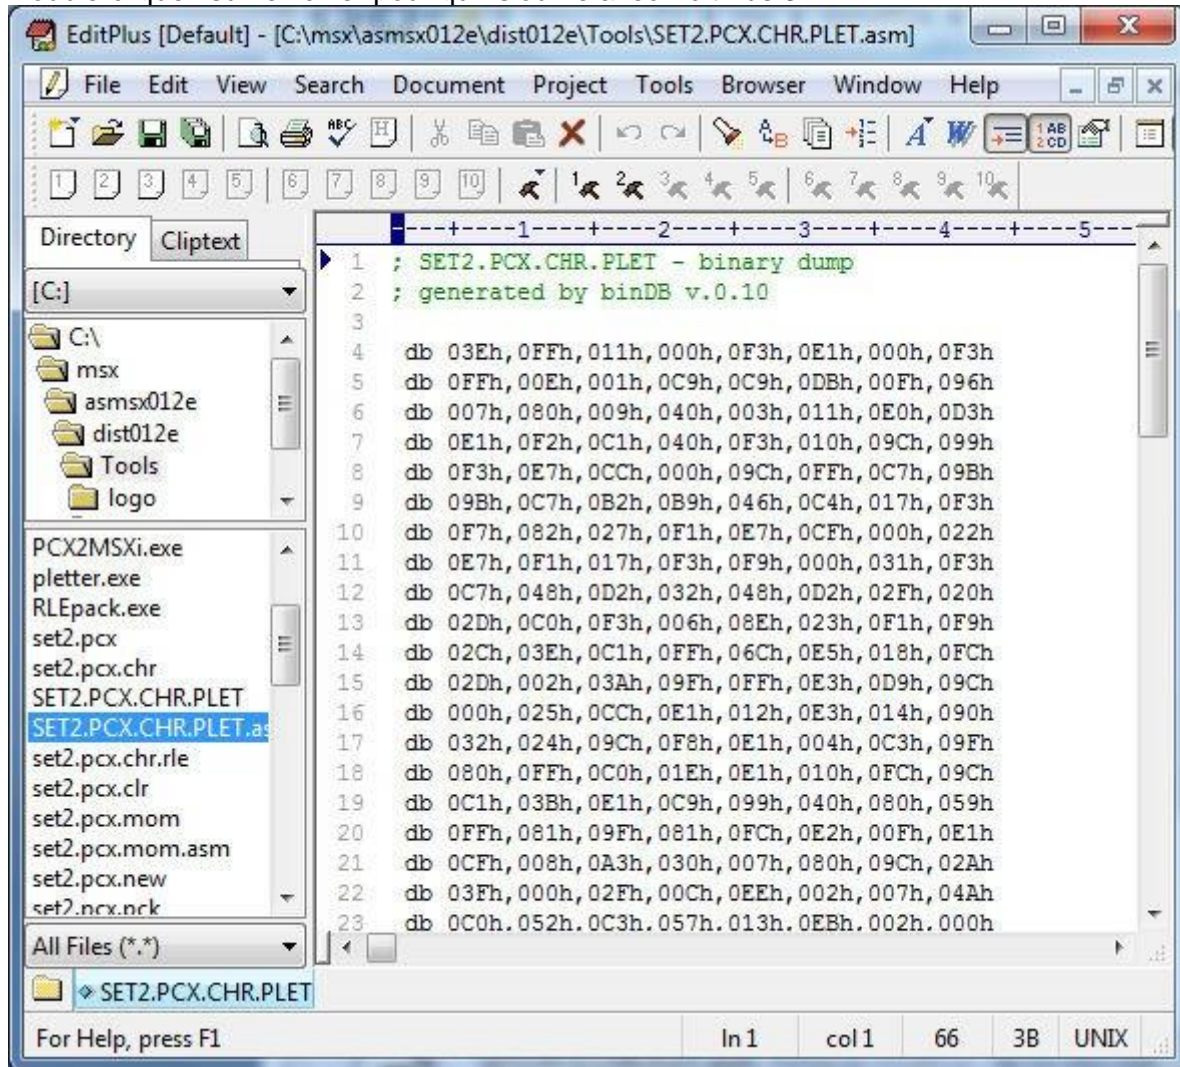 EditPlus [Default] - [C:\msx\asmsx012e\dist012e\Tools\SET2.PCX.CHR.PLET.asm]
File Edit View Search Document Project Tools Browser Window Help
Directory Cliptext
[C:]
C:\
msx
asmsx012e
dist012e
Tools
logo
PCX2MSXi.exe
pletter.exe
RLEpack.exe
set2.pcx
set2.pcx.chr
SET2.PCX.CHR.PLET
SET2.PCX.CHR.PLET.as
set2.pcx.chr.rle
set2.pcx.clr
set2.pcx.mom
set2.pcx.mom.asm
set2.pcx.new
set2.pcx.pck
All Files (*.*)
----+----1----+----2----+----3----+----4----+----5---
1 ; SET2.PCX.CHR.PLET - binary dump
2 ; generated by binDB v.0.10
3
4 db 03Eh,0FFh,011h,000h,0F3h,0E1h,000h,0F3h
5 db 0FFh,00Eh,001h,0C9h,0C9h,0DBh,00Fh,096h
6 db 007h,080h,009h,040h,003h,011h,0E0h,0D3h
7 db 0E1h,0F2h,0C1h,040h,0F3h,010h,09Ch,099h
8 db 0F3h,0E7h,0CCh,000h,09Ch,0FFh,0C7h,09Bh
9 db 09Bh,0C7h,0B2h,0B9h,046h,0C4h,017h,0F3h
10 db 0F7h,082h,027h,0F1h,0E7h,0CFh,000h,022h
11 db 0E7h,0F1h,017h,0F3h,0F9h,000h,031h,0F3h
12 db 0C7h,048h,0D2h,032h,048h,0D2h,02Fh,020h
13 db 02Dh,0C0h,0F3h,006h,08Eh,023h,0F1h,0F9h
14 db 02Ch,03Eh,0C1h,0FFh,06Ch,0E5h,018h,0FCh
15 db 02Dh,002h,03Ah,09Fh,0FFh,0E3h,0D9h,09Ch
16 db 000h,025h,0CCh,0E1h,012h,0E3h,014h,090h
17 db 032h,024h,09Ch,0F8h,0E1h,004h,0C3h,09Fh
18 db 080h,0FFh,0C0h,01Eh,0E1h,010h,0FCh,09Ch
19 db 0C1h,03Bh,0E1h,0C9h,099h,040h,080h,059h
20 db 0FFh,081h,09Fh,081h,0FCh,0E2h,00Fh,0E1h
21 db 0CFh,008h,0A3h,030h,007h,080h,09Ch,02Ah
22 db 03Fh,000h,02Fh,00Ch,0EEh,002h,007h,04Ah
23 db 0C0h,052h,0C3h,057h,013h,0EBh,002h,000h
SET2.PCX.CHR.PLET
For Help, press F1 ln 1 col 1 66 3B UNIX